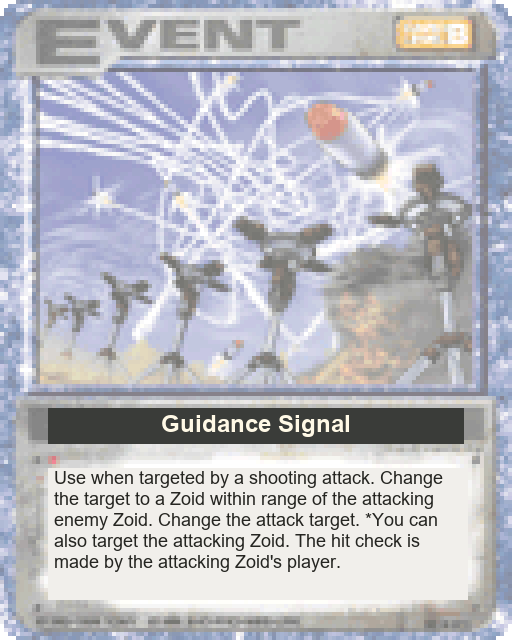 EVENT
B
Guidance Signal
Use when targeted by a shooting attack. Change
the target to a Zoid within range of the attacking
enemy Zoid. Change the attack target. *You can
also target the attacking Zoid. The hit check is
made by the attacking Zoid's player.